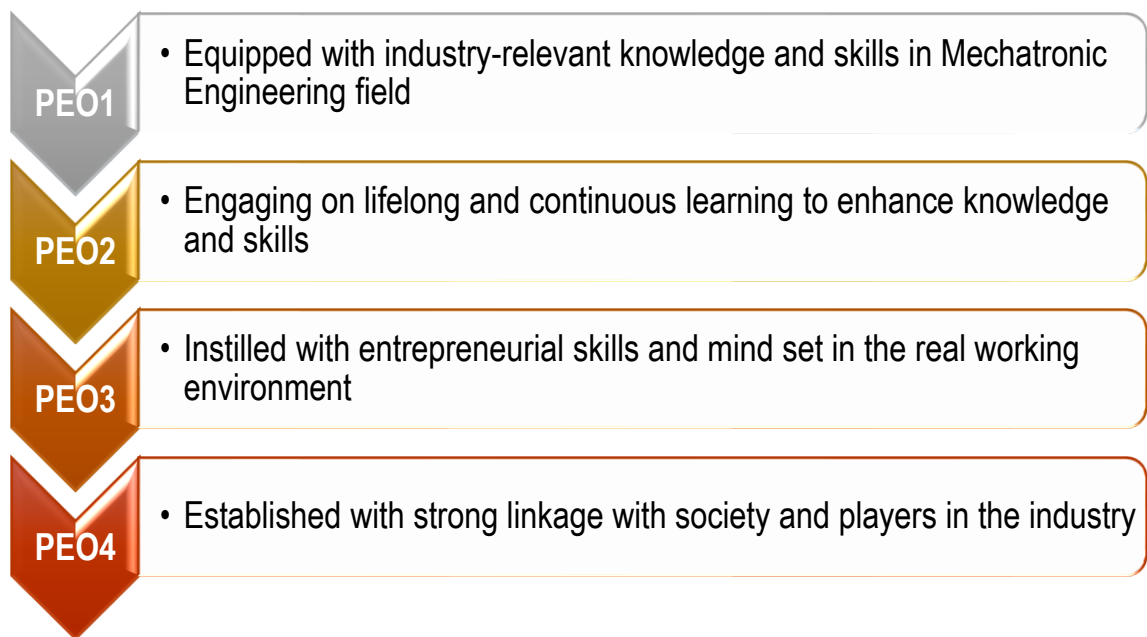 PEO1
• Equipped with industry-relevant knowledge and skills in Mechatronic
Engineering field
PEO2
• Engaging on lifelong and continuous learning to enhance knowledge
and skills
PEO3
• Instilled with entrepreneurial skills and mind set in the real working
environment
PEO4
• Established with strong linkage with society and players in the industry